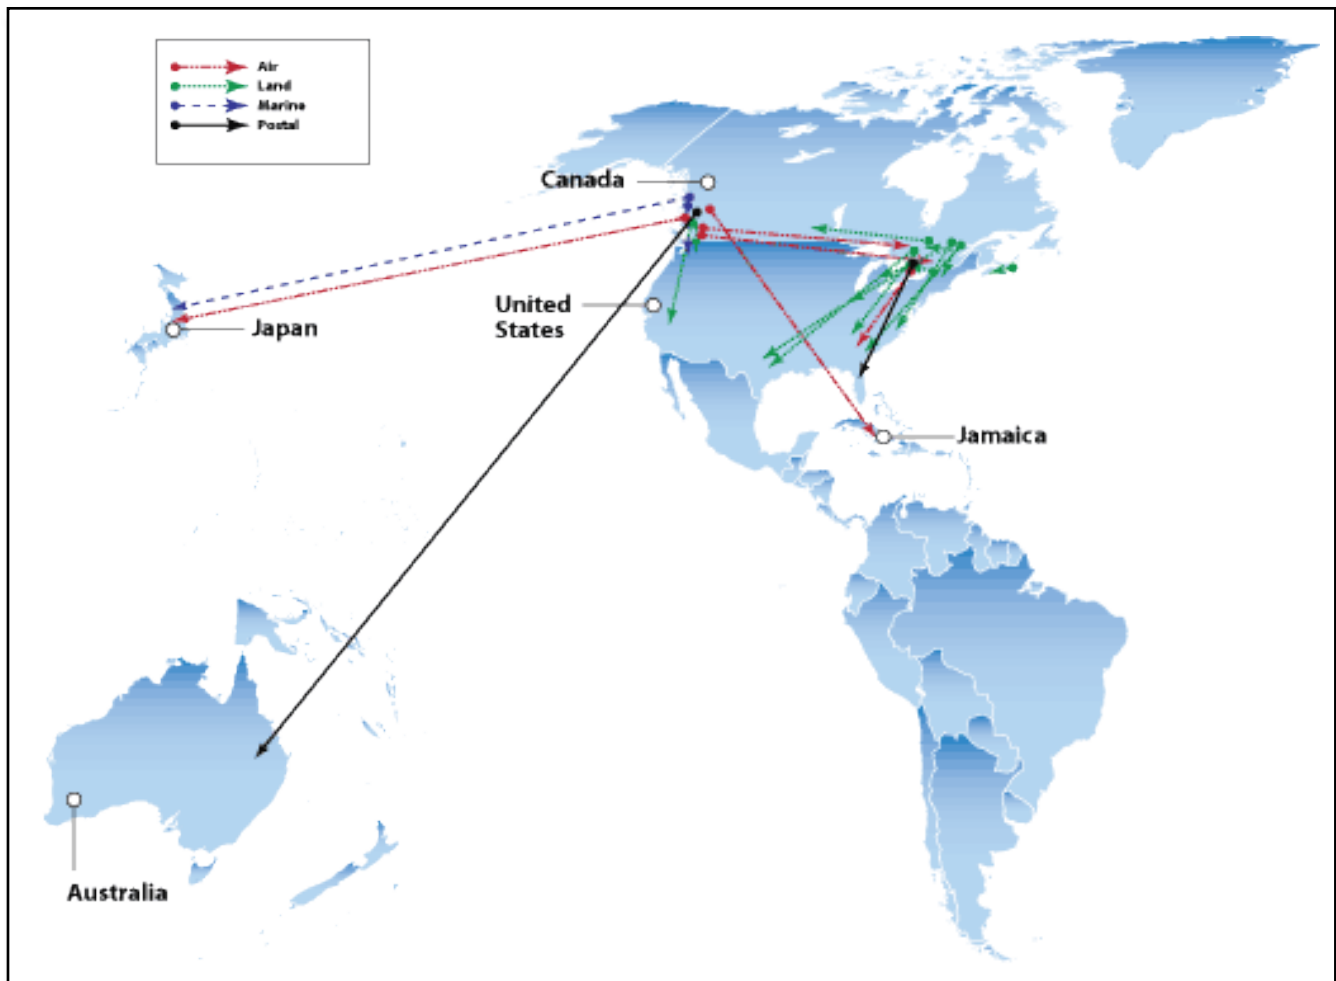 Air
Land
Marine
Postal
Canada
United
States
Japan
Jamaica
Australia